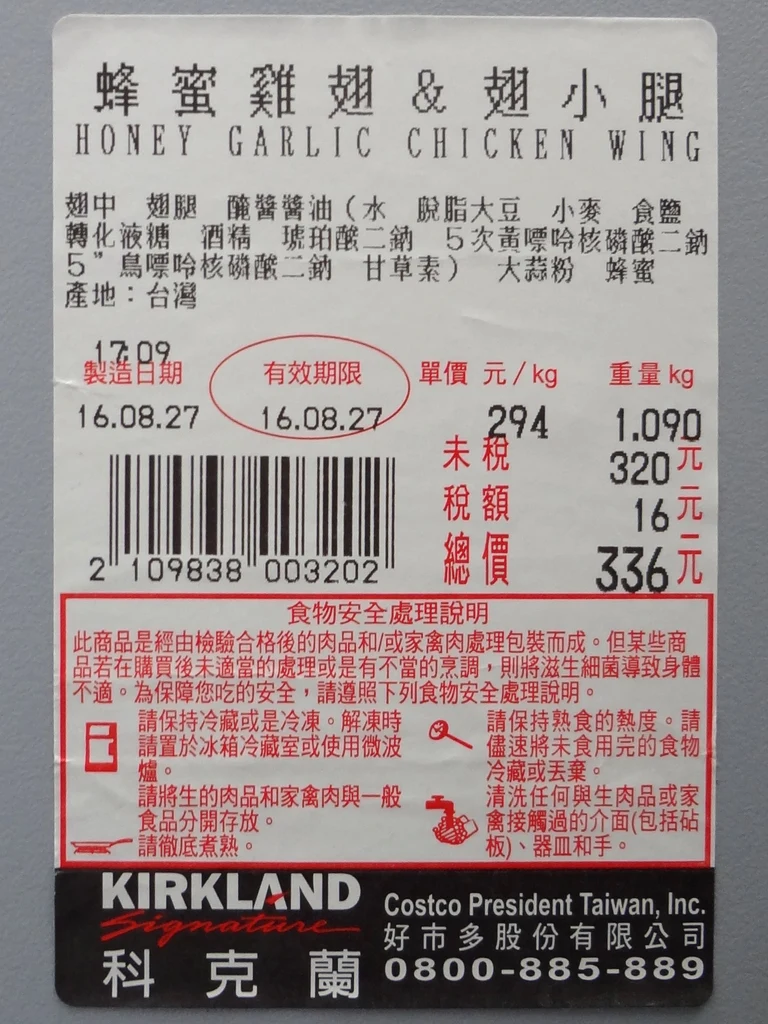 蜂蜜雞翅&翅小腿
HONEY GARLIC CHICKEN WING
翅中 翅腿 醃醬醬油(水 脫脂大豆 小麥 食鹽
轉化液糖 酒精 琥珀酸二鈉 5次黃嘌呤核磷酸二鈉
5"鳥嘌呤核磷酸二鈉 甘草素) 大蒜粉 蜂蜜
產地:台灣
17:09
製造日期 有效期限 單價 元/kg 重量kg
16.08.27 16.08.27 294 1.090
未稅 320元
稅額 16元
總價 336元
2 109838 003202
食物安全處理說明
此商品是經由檢驗合格後的肉品和/或家禽肉處理包裝而成。但某些商
品若在購買後未適當的處理或是有不當的烹調,則將滋生細菌導致身體
不適。為保障您吃的安全,請遵照下列食物安全處理說明。
請保持冷藏或是冷凍。解凍時
請置於冰箱冷藏室或使用微波
爐。
請將生的肉品和家禽肉與一般
食品分開存放。
請徹底煮熟。
請保持熟食的熱度。請
儘速將未食用完的食物
冷藏或丟棄。
清洗任何與生肉品或家
禽接觸過的介面(包括砧
板)、器皿和手。
KIRKLAND
Signature
科克蘭
Costco President Taiwan, Inc.
好市多股份有限公司
0800-885-889